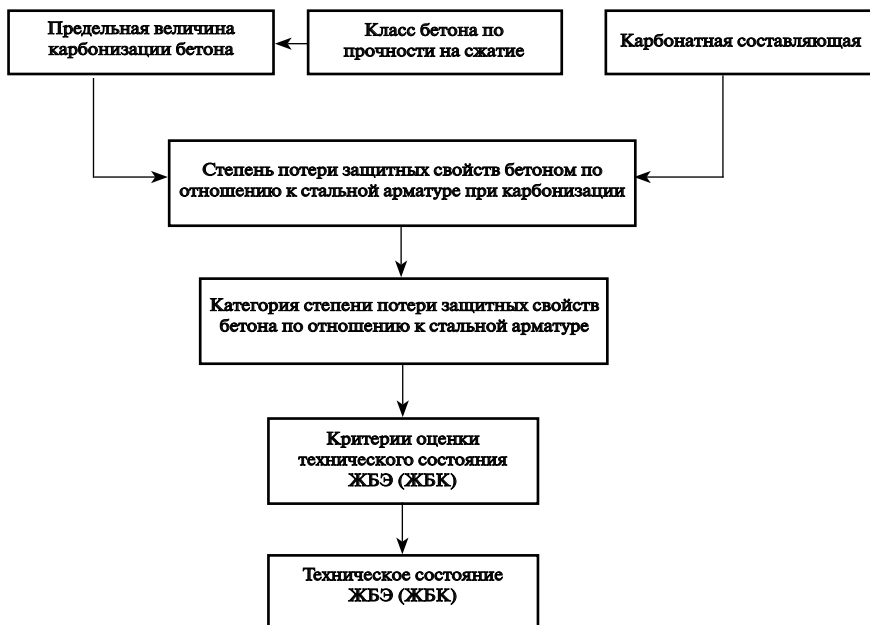 Предельная величина
карбонизации бетона
Класс бетона по
прочности на сжатие
Карбонатная составляющая
Степень потери защитных свойств бетоном по
отношению к стальной арматуре при карбонизации
Категория степени потери защитных свойств
бетона по отношению к стальной арматуре
Критерии оценки
технического состояния
ЖБЭ (ЖБК)
Техническое состояние
ЖБЭ (ЖБК)